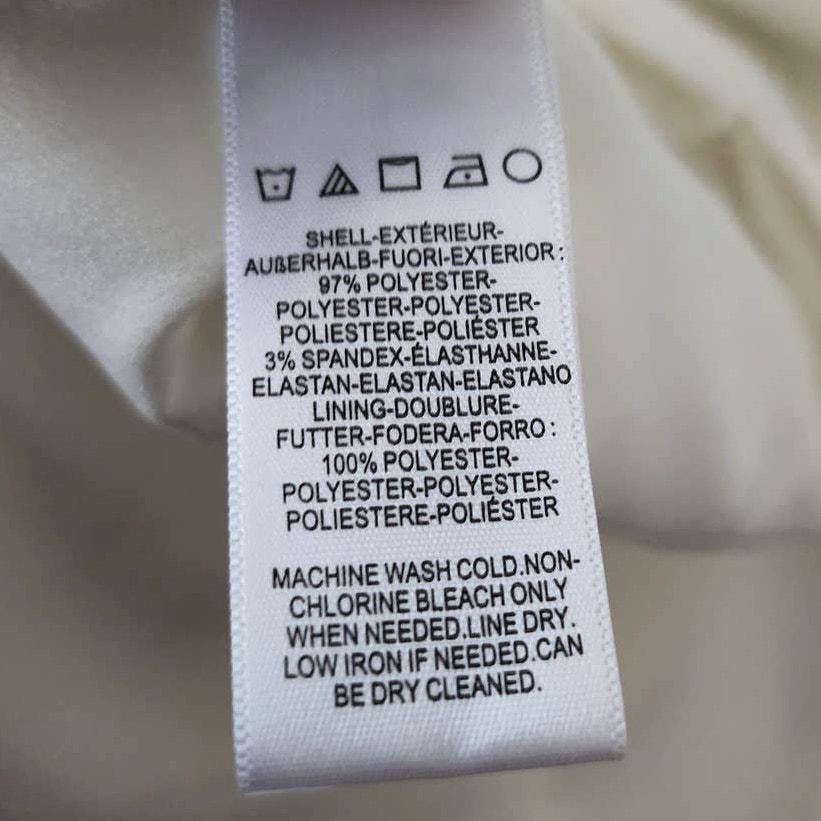 SHELL-EXTÉRIEUR-
AUßERHALB-FUORI-EXTERIOR:
97% POLYESTER-
POLYESTER-POLYESTER-
POLIESTERE-POLIÉSTER
3% SPANDEX-ÉLASTHANNE-
ELASTAN-ELASTAN-ELASTANO
LINING-DOUBLURE-
FUTTER-FODERA-FORRO:
100% POLYESTER-
POLYESTER-POLYESTER-
POLIESTERE-POLIÉSTER
MACHINE WASH COLD.NON-
CHLORINE BLEACH ONLY
WHEN NEEDED.LINE DRY.
LOW IRON IF NEEDED.CAN
BE DRY CLEANED.